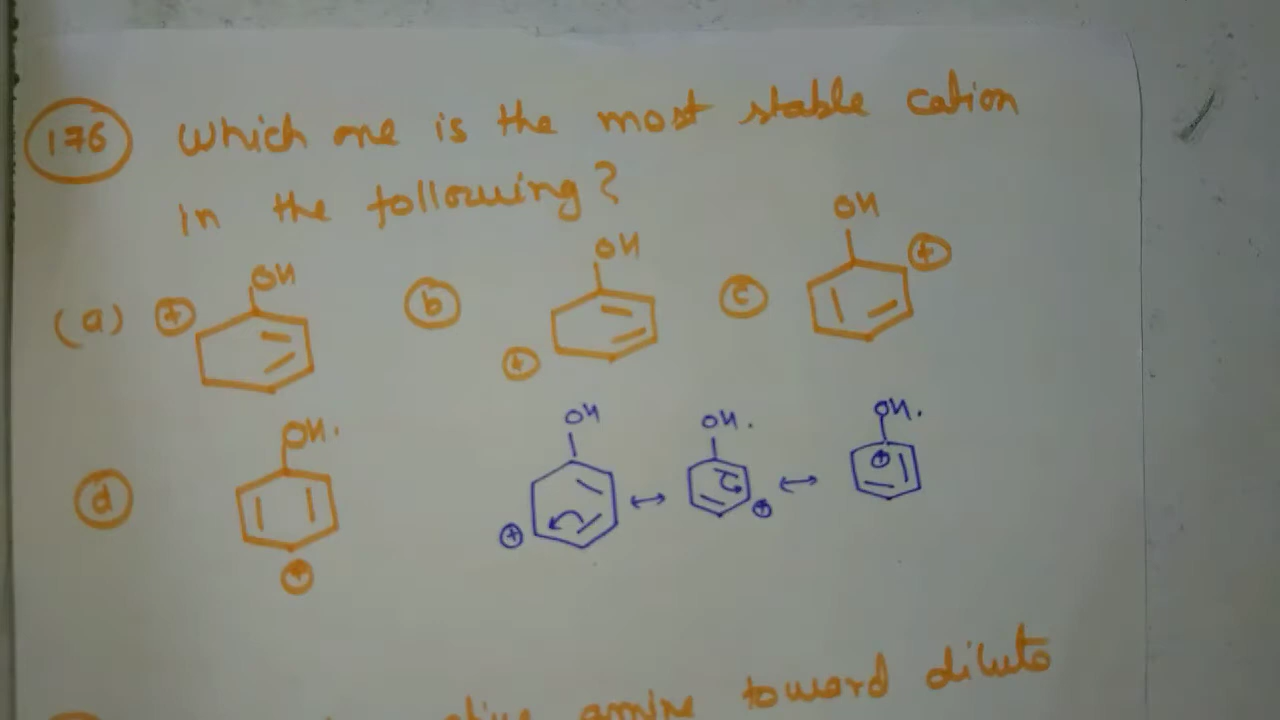 176 Which one is the most stable cation
in the following?
(a) + OH b + OH c OH +
d OH. + + OH ↔ OH. + ↔ OH. +
amine toward dilute